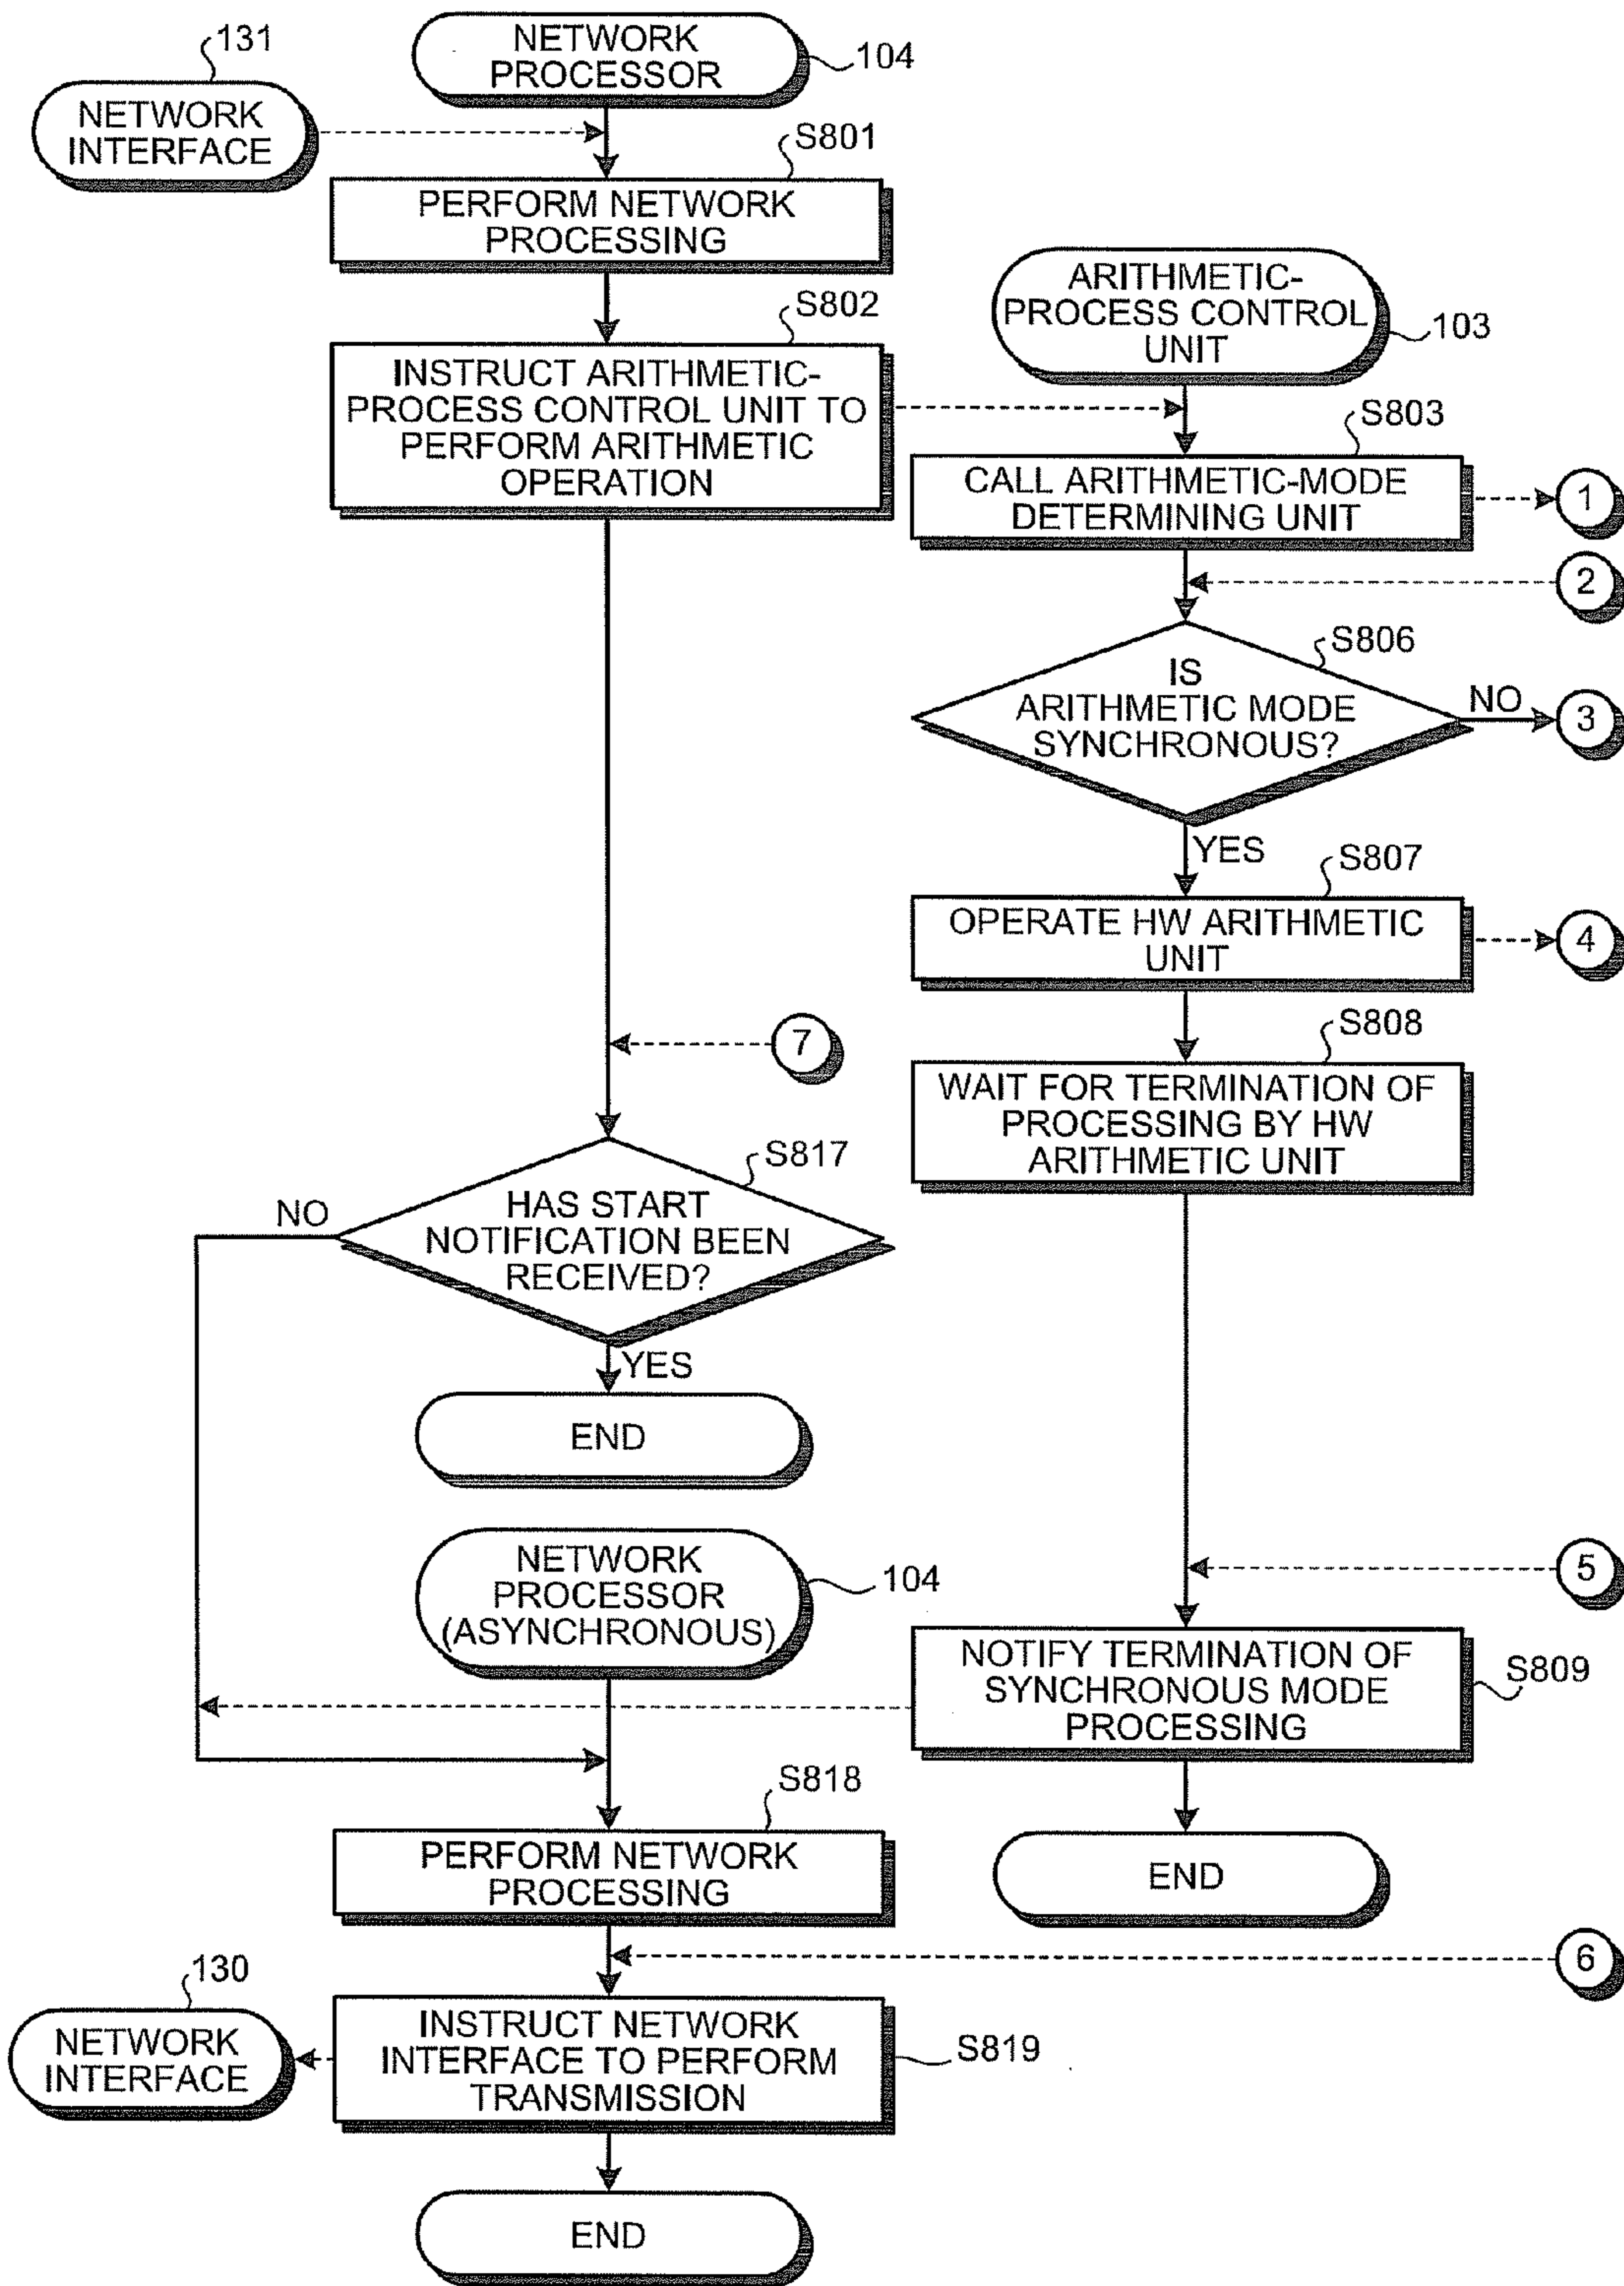 131
NETWORK
INTERFACE
NETWORK
PROCESSOR
104
S801
PERFORM NETWORK
PROCESSING
S802
INSTRUCT ARITHMETIC-
PROCESS CONTROL UNIT TO
PERFORM ARITHMETIC
OPERATION
ARITHMETIC-
PROCESS CONTROL
UNIT
103
S803
CALL ARITHMETIC-MODE
DETERMINING UNIT
1
2
S806
IS
ARITHMETIC MODE
SYNCHRONOUS?
NO
3
YES
S807
OPERATE HW ARITHMETIC
UNIT
4
S808
WAIT FOR TERMINATION OF
PROCESSING BY HW
ARITHMETIC UNIT
7
S817
HAS START
NOTIFICATION BEEN
RECEIVED?
NO
YES
END
NETWORK
PROCESSOR
(ASYNCHRONOUS)
104
5
NOTIFY TERMINATION OF
SYNCHRONOUS MODE
PROCESSING
S809
END
S818
PERFORM NETWORK
PROCESSING
6
130
NETWORK
INTERFACE
INSTRUCT NETWORK
INTERFACE TO PERFORM
TRANSMISSION
S819
END